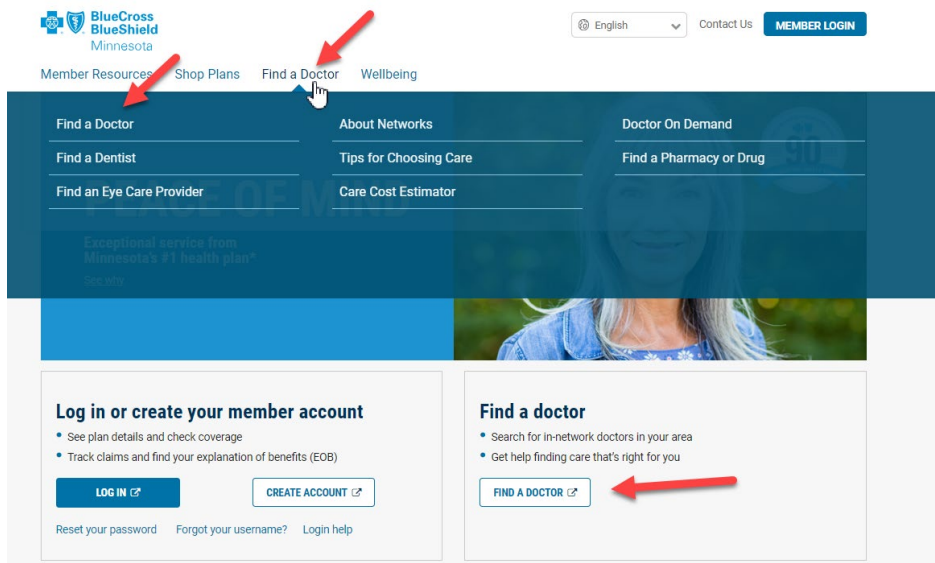 BlueCross
BlueShield
Minnesota
English
Contact Us
MEMBER LOGIN
Member Resources
Shop Plans
Find a Doctor
Wellbeing
Find a Doctor
About Networks
Doctor On Demand
Find a Dentist
Tips for Choosing Care
Find a Pharmacy or Drug
Find an Eye Care Provider
Care Cost Estimator
90
PEACE OF MIND
Exceptional service from
Minnesota's #1 health plan*
Log in or create your member account
• See plan details and check coverage
• Track claims and find your explanation of benefits (EOB)
LOG IN
CREATE ACCOUNT
Reset your password
Forgot your username?
Login help
Find a doctor
• Search for in-network doctors in your area
• Get help finding care that's right for you
FIND A DOCTOR